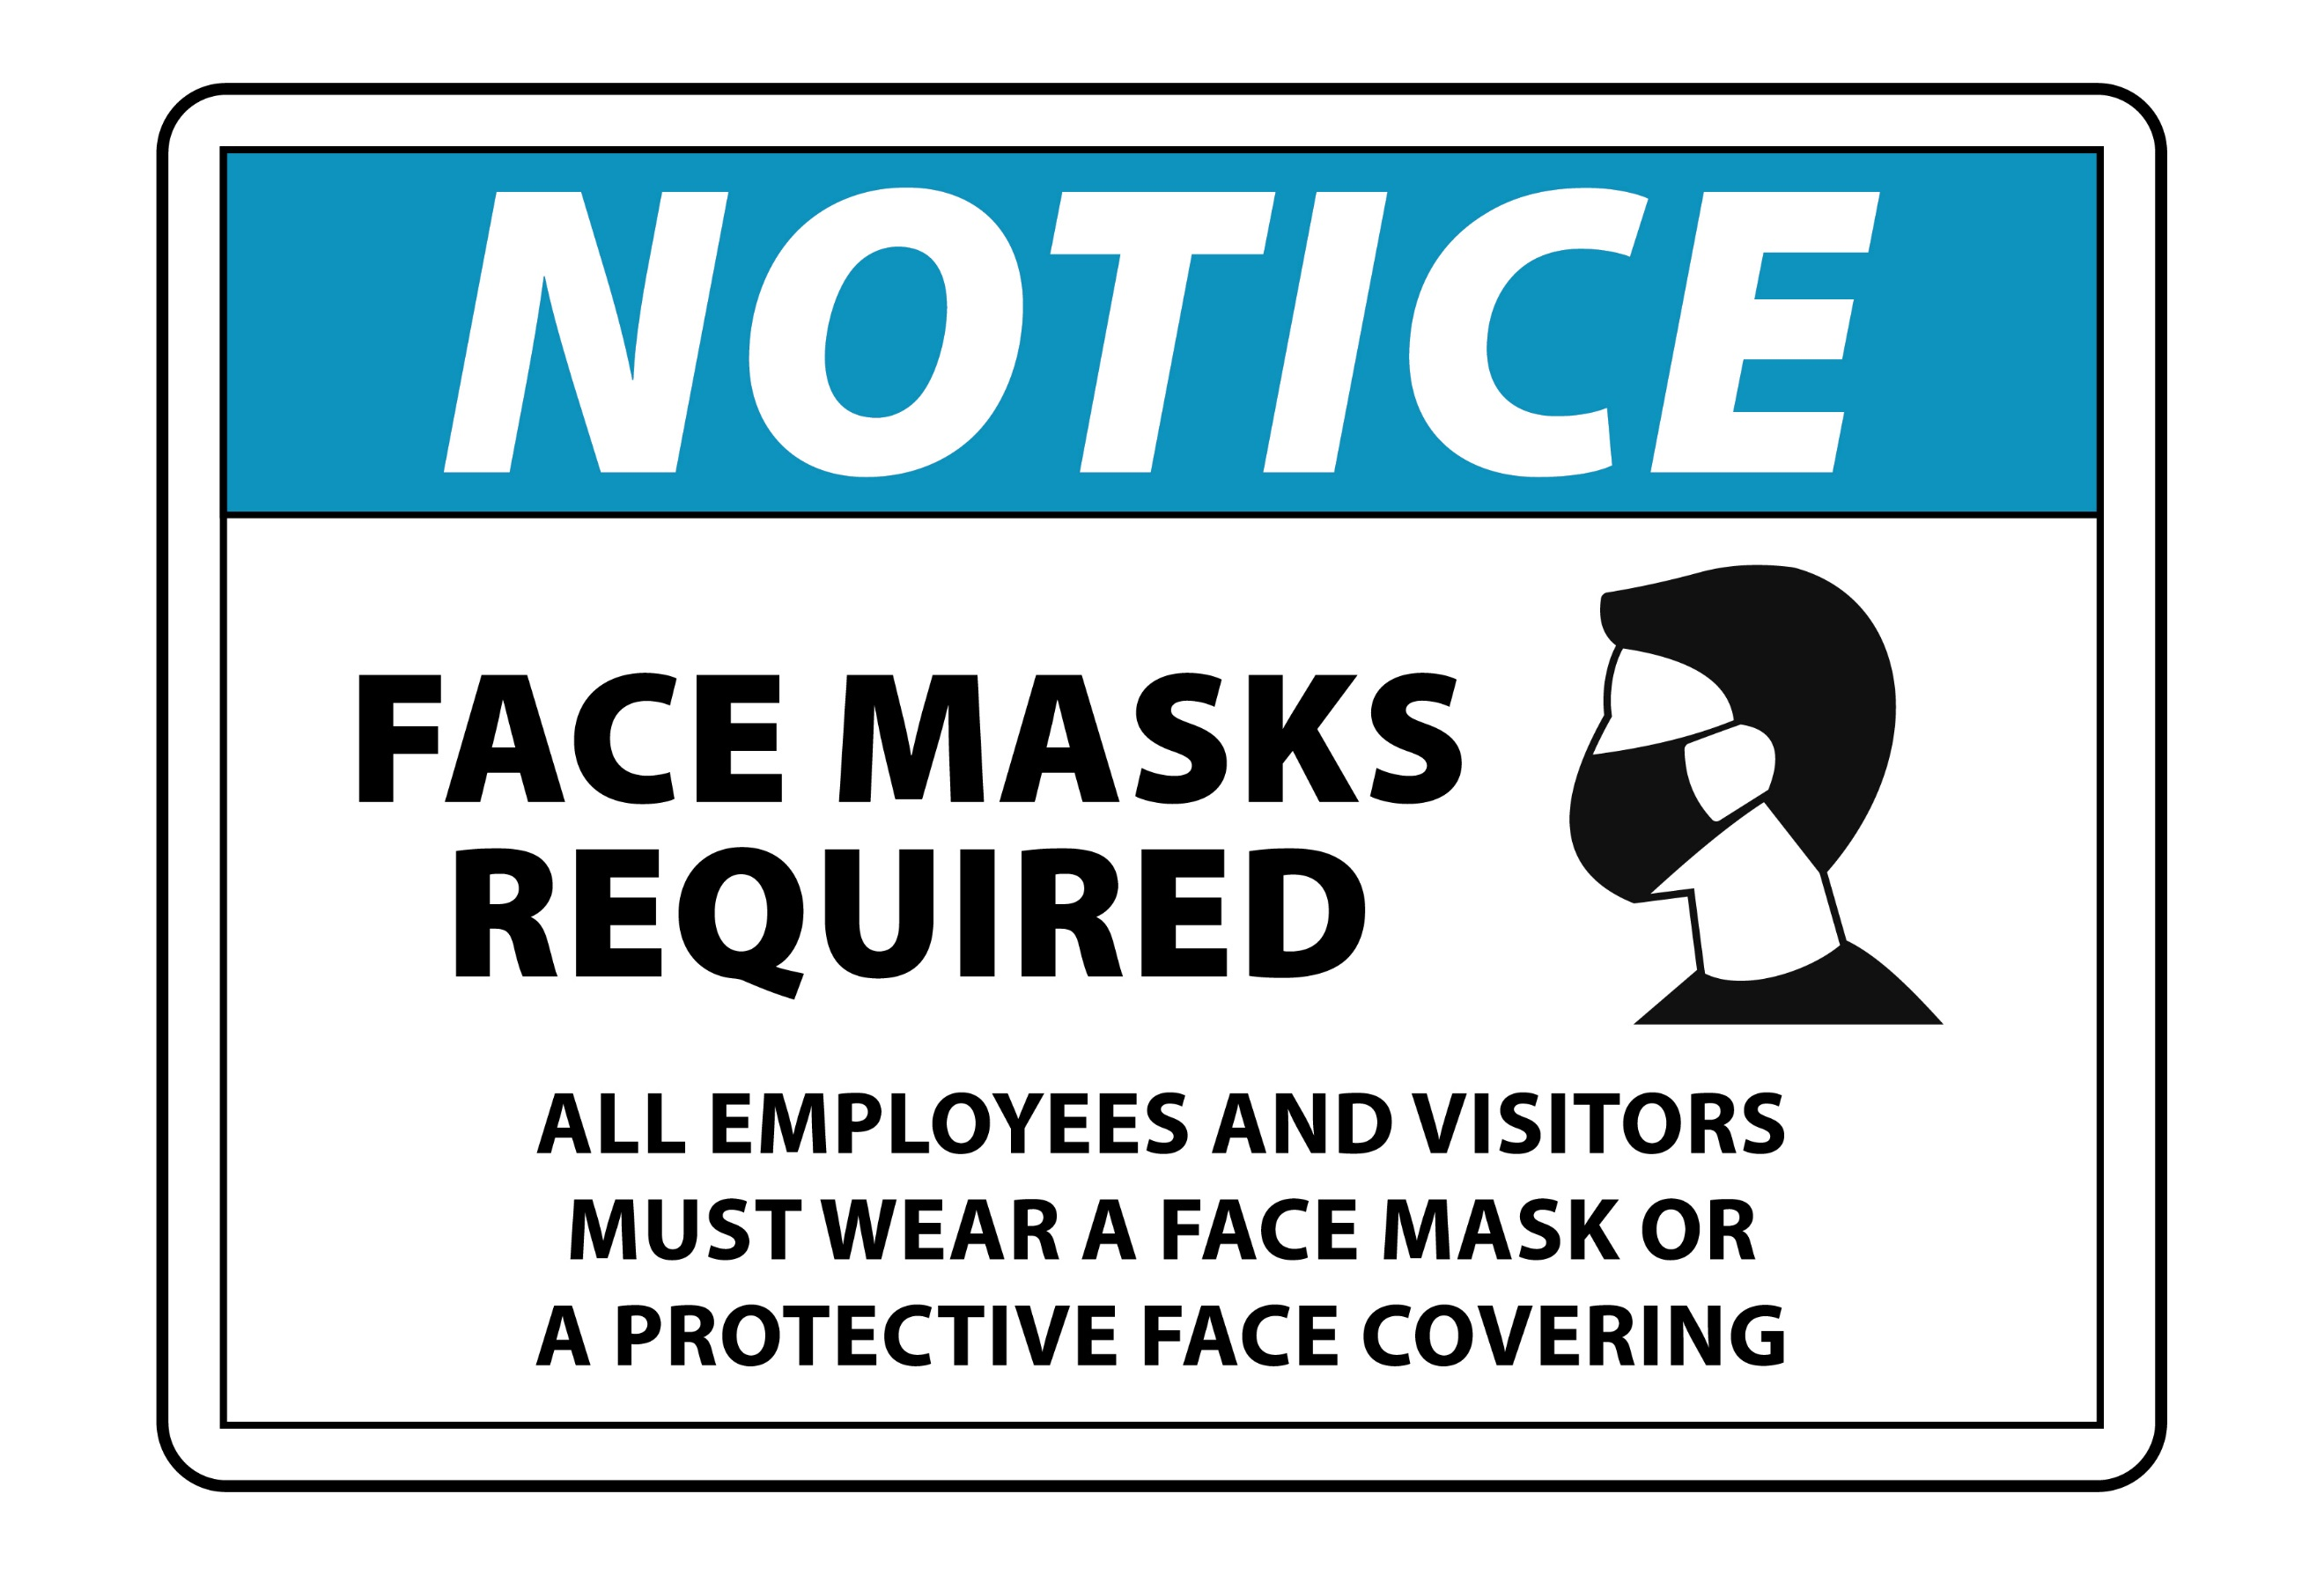 NOTICE
FACE MASKS
REQUIRED
ALL EMPLOYEES AND VISITORS
MUST WEAR A FACE MASK OR
A PROTECTIVE FACE COVERING